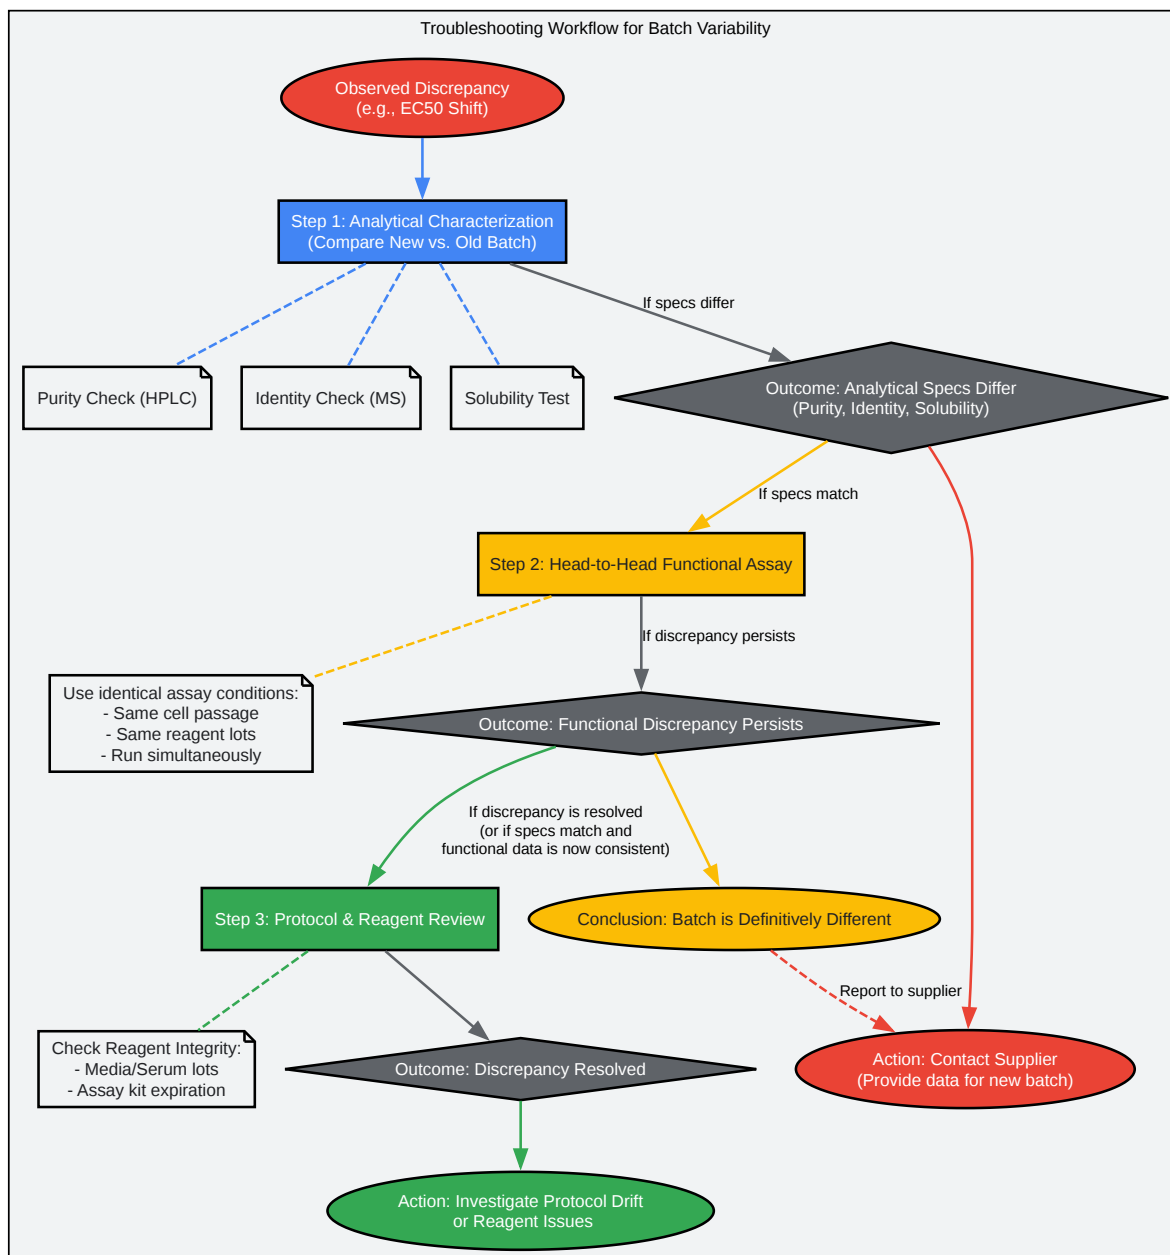 Troubleshooting Workflow for Batch Variability
Observed Discrepancy
(e.g., EC50 Shift)
Step 1: Analytical Characterization
(Compare New vs. Old Batch)
If specs differ
Purity Check (HPLC)
Identity Check (MS)
Solubility Test
Outcome: Analytical Specs Differ
(Purity, Identity, Solubility)
If specs match
Step 2: Head-to-Head Functional Assay
If discrepancy persists
Use identical assay conditions:
- Same cell passage
- Same reagent lots
- Run simultaneously
Outcome: Functional Discrepancy Persists
If discrepancy is resolved
(or if specs match and
functional data is now consistent)
Step 3: Protocol & Reagent Review
Conclusion: Batch is Definitively Different
Report to supplier
Check Reagent Integrity:
- Media/Serum lots
- Assay kit expiration
Outcome: Discrepancy Resolved
Action: Contact Supplier
(Provide data for new batch)
Action: Investigate Protocol Drift
or Reagent Issues